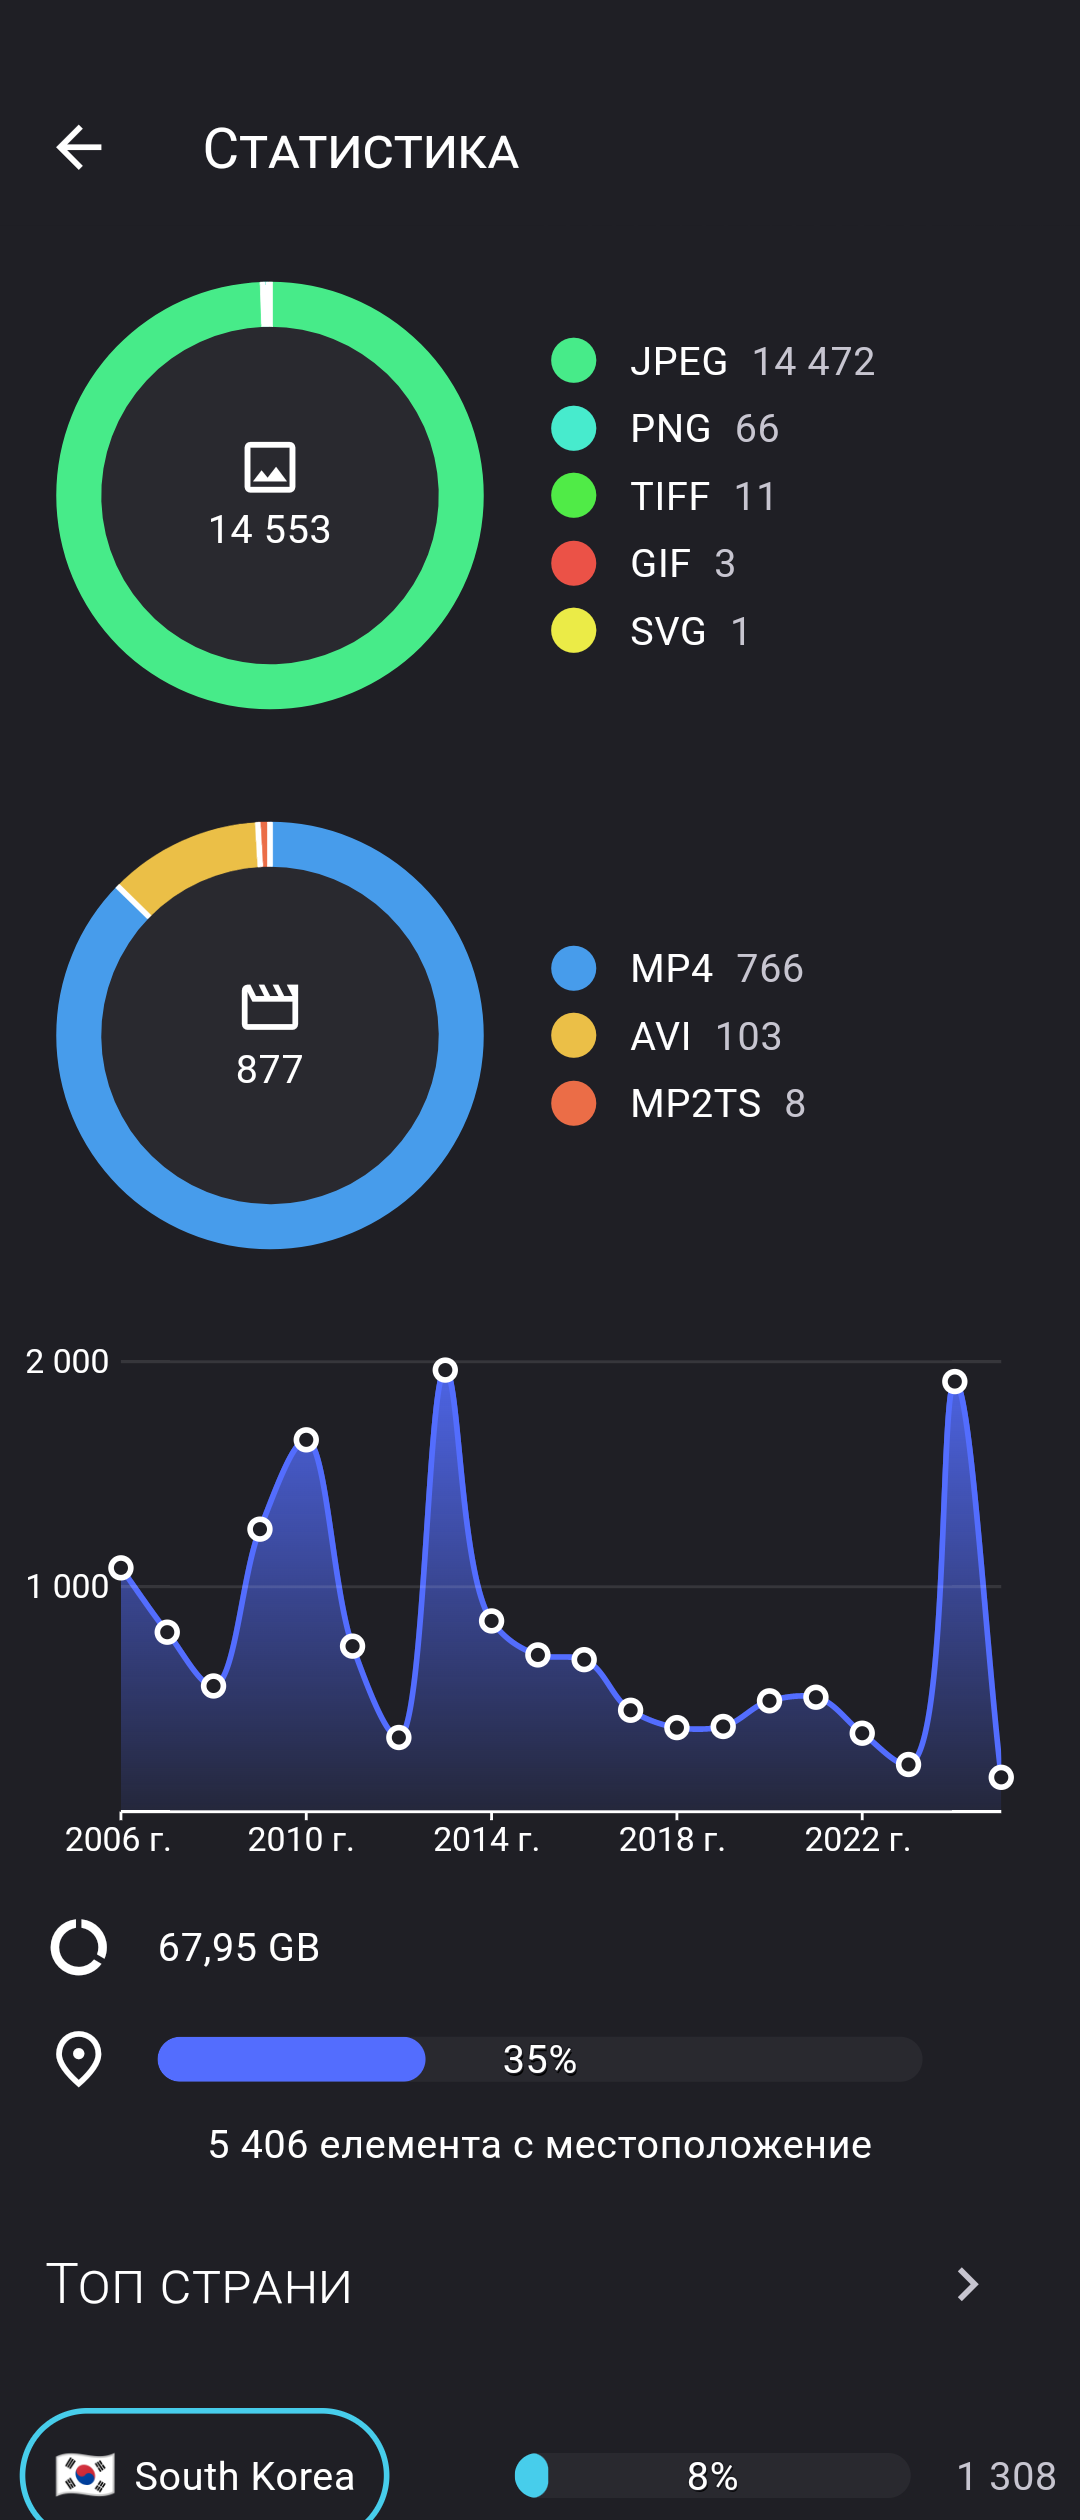 Статистика
JPEG 14 472
PNG 66
TIFF 11
GIF 3
SVG 1
14 553
MP4 766
AVI 103
MP2TS 8
877
2 000
1 000
2006 г. 2010 г. 2014 г. 2018 г. 2022 г.
67,95 GB
35%
5 406 елемента с местоположение
Топ страни
South Korea 8% 1 308